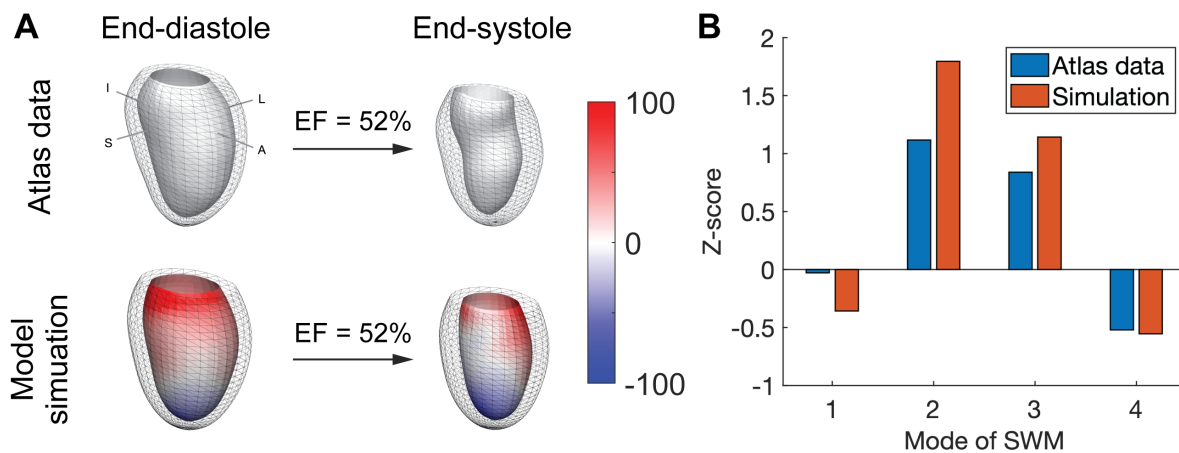 A
End-diastole
End-systole
Atlas data
I
S
L
A
EF = 52%
Model
simuation
EF = 52%
100
0
-100
B
Z-score
2
1.5
1
0.5
0
-0.5
-1
Atlas data
Simulation
1
2
3
4
Mode of SWM